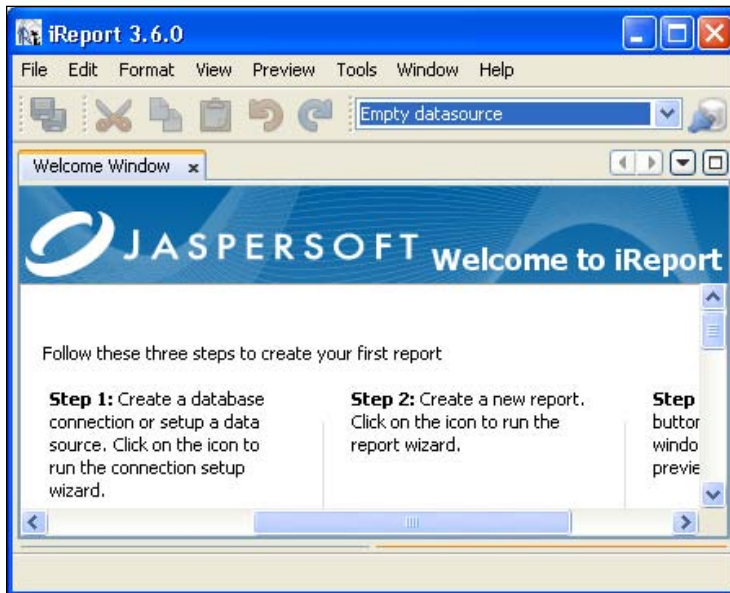 iReport 3.6.0
File Edit Format View Preview Tools Window Help
Empty datasource
Welcome Window x
JASPERSOFT Welcome to iReport
Follow these three steps to create your first report
Step 1: Create a database
connection or setup a data
source. Click on the icon to
run the connection setup
wizard.
Step 2: Create a new report.
Click on the icon to run the
report wizard.
Step